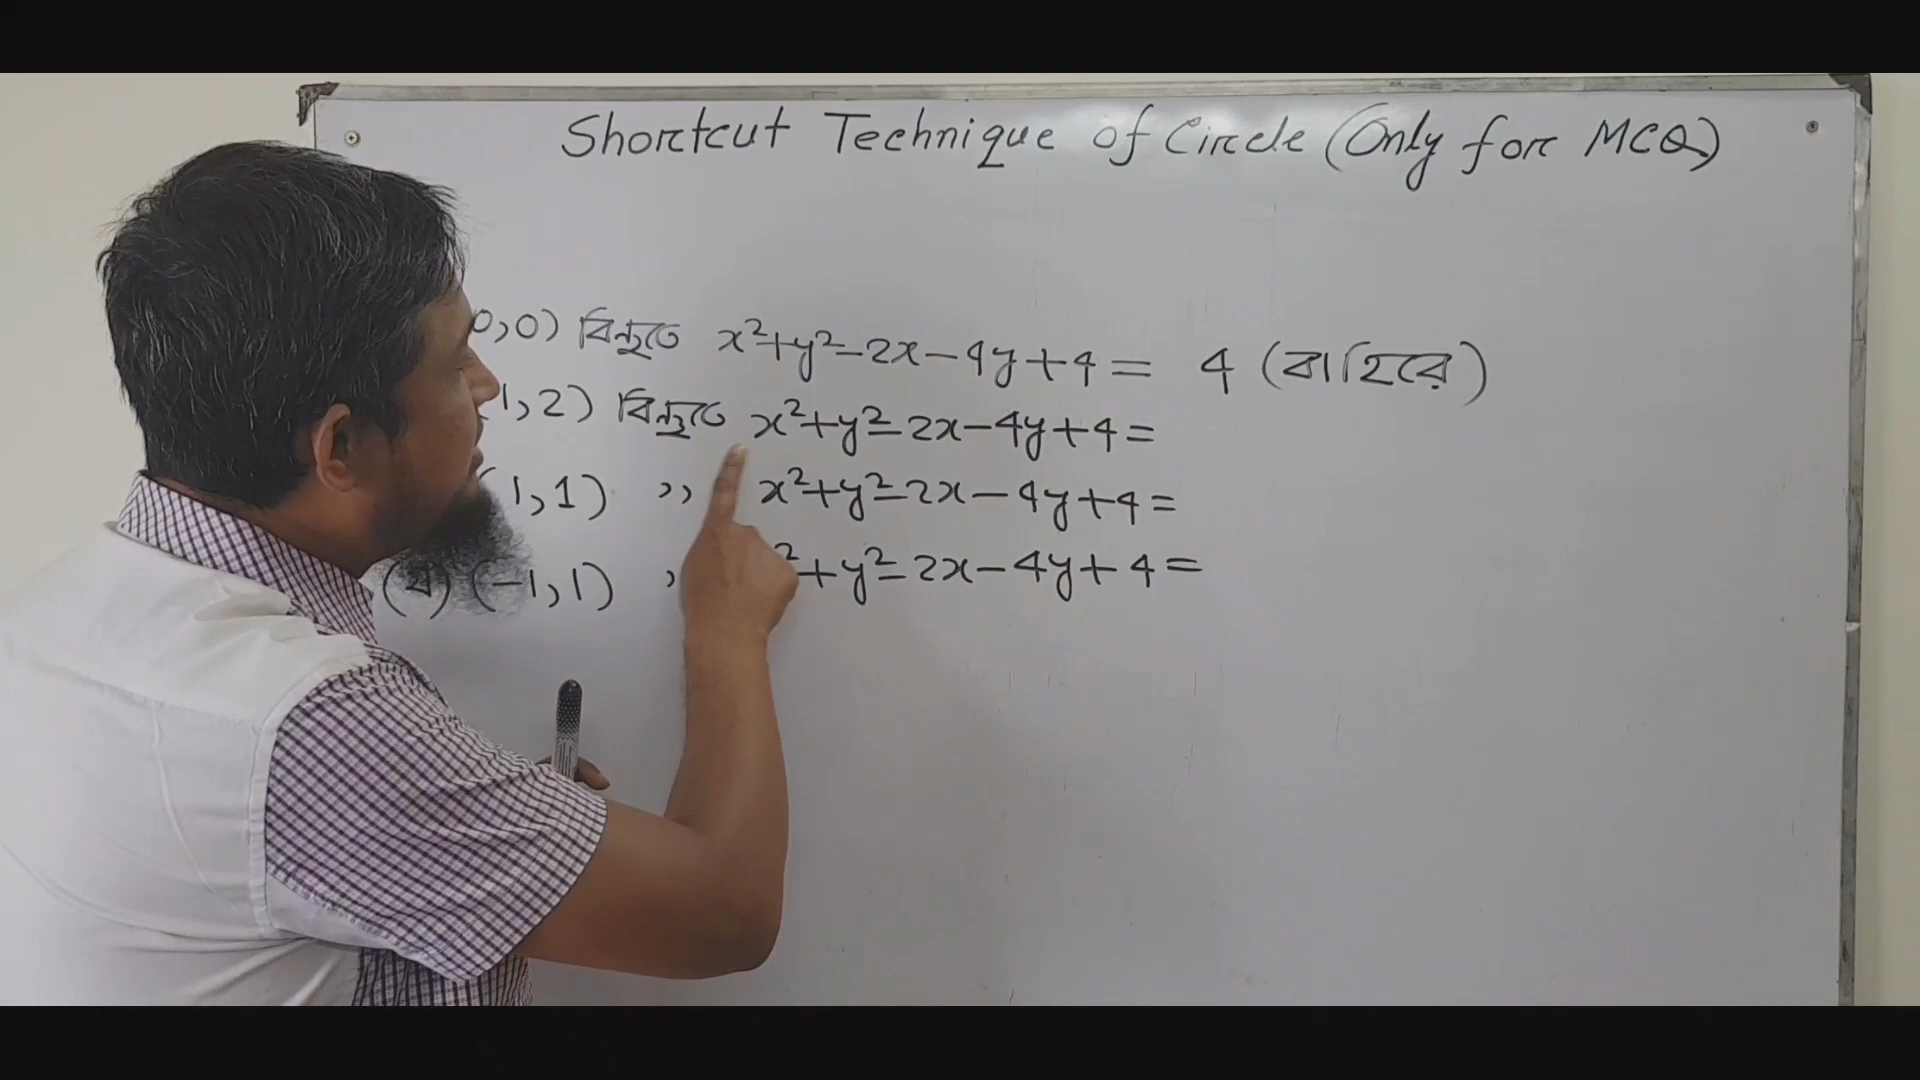 Shortcut Technique of Circle (Only for MCQ)
0,0) বিন্দুতে x²+y²-2x-4y+4= 4 (বাহিরে)
1,2) বিন্দুতে x²+y²-2x-4y+4=
(1,1) ,, x²+y²-2x-4y+4=
(ঘ) (-1,1) ²+y²-2x-4y+4=